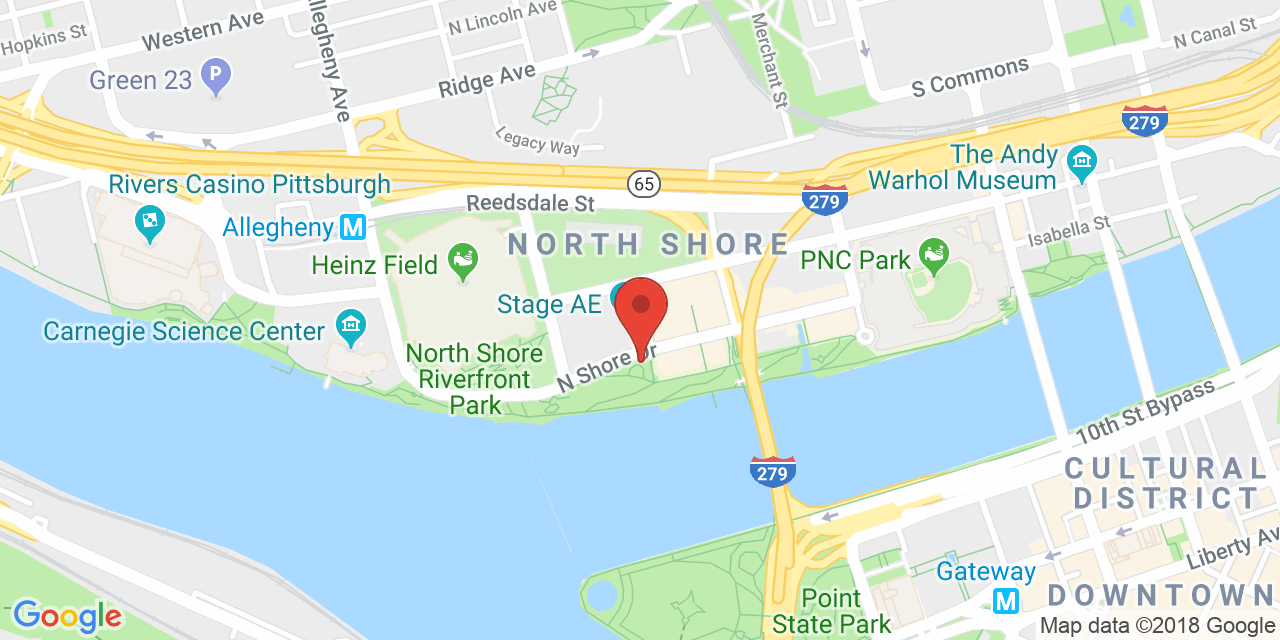 Hopkins St
Western Ave
N Lincoln Ave
Allegheny Ave
Merchant St
N Canal St
Green 23
P
Ridge Ave
S Commons
Legacy Way
279
The Andy
Warhol Museum
Rivers Casino Pittsburgh
65
279
Reedsdale St
Allegheny M
Isabella St
NORTH SHORE
Heinz Field
PNC Park
Stage AE
Carnegie Science Center
North Shore
Riverfront
Park
N Shore Dr
10th St Bypass
279
CULTURAL
DISTRICT
Liberty Av
Gateway
M
DOWNTOWN
Point
State Park
Google
Map data ©2018 Google